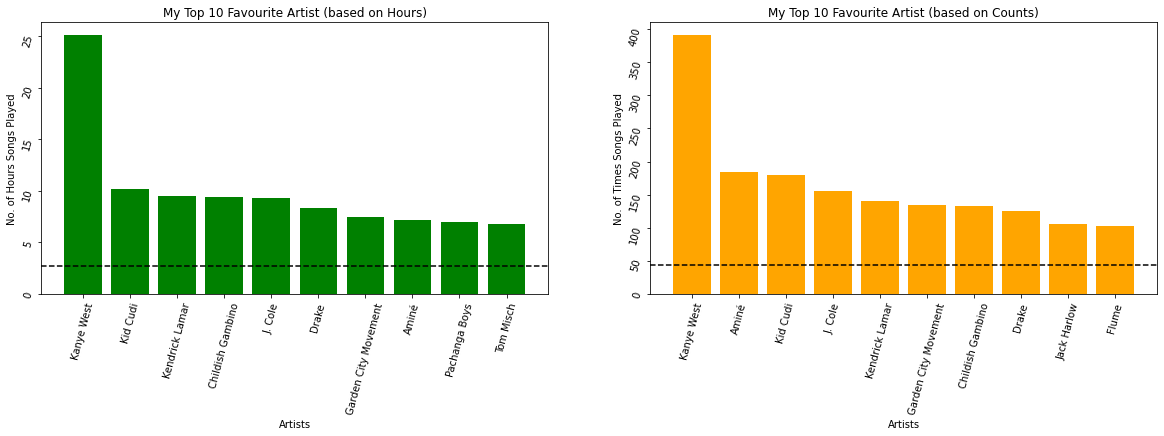 My Top 10 Favourite Artist (based on Hours)
No. of Hours Songs Played
25
20
15
10
5
0
Kanye West
Kid Cudi
Kendrick Lamar
Childish Gambino
J. Cole
Drake
Garden City Movement
Aminé
Pachanga Boys
Tom Misch
Artists
My Top 10 Favourite Artist (based on Counts)
No. of Times Songs Played
400
350
300
250
200
150
100
50
0
Kanye West
Aminé
Kid Cudi
J. Cole
Kendrick Lamar
Garden City Movement
Childish Gambino
Drake
Jack Harlow
Flume
Artists